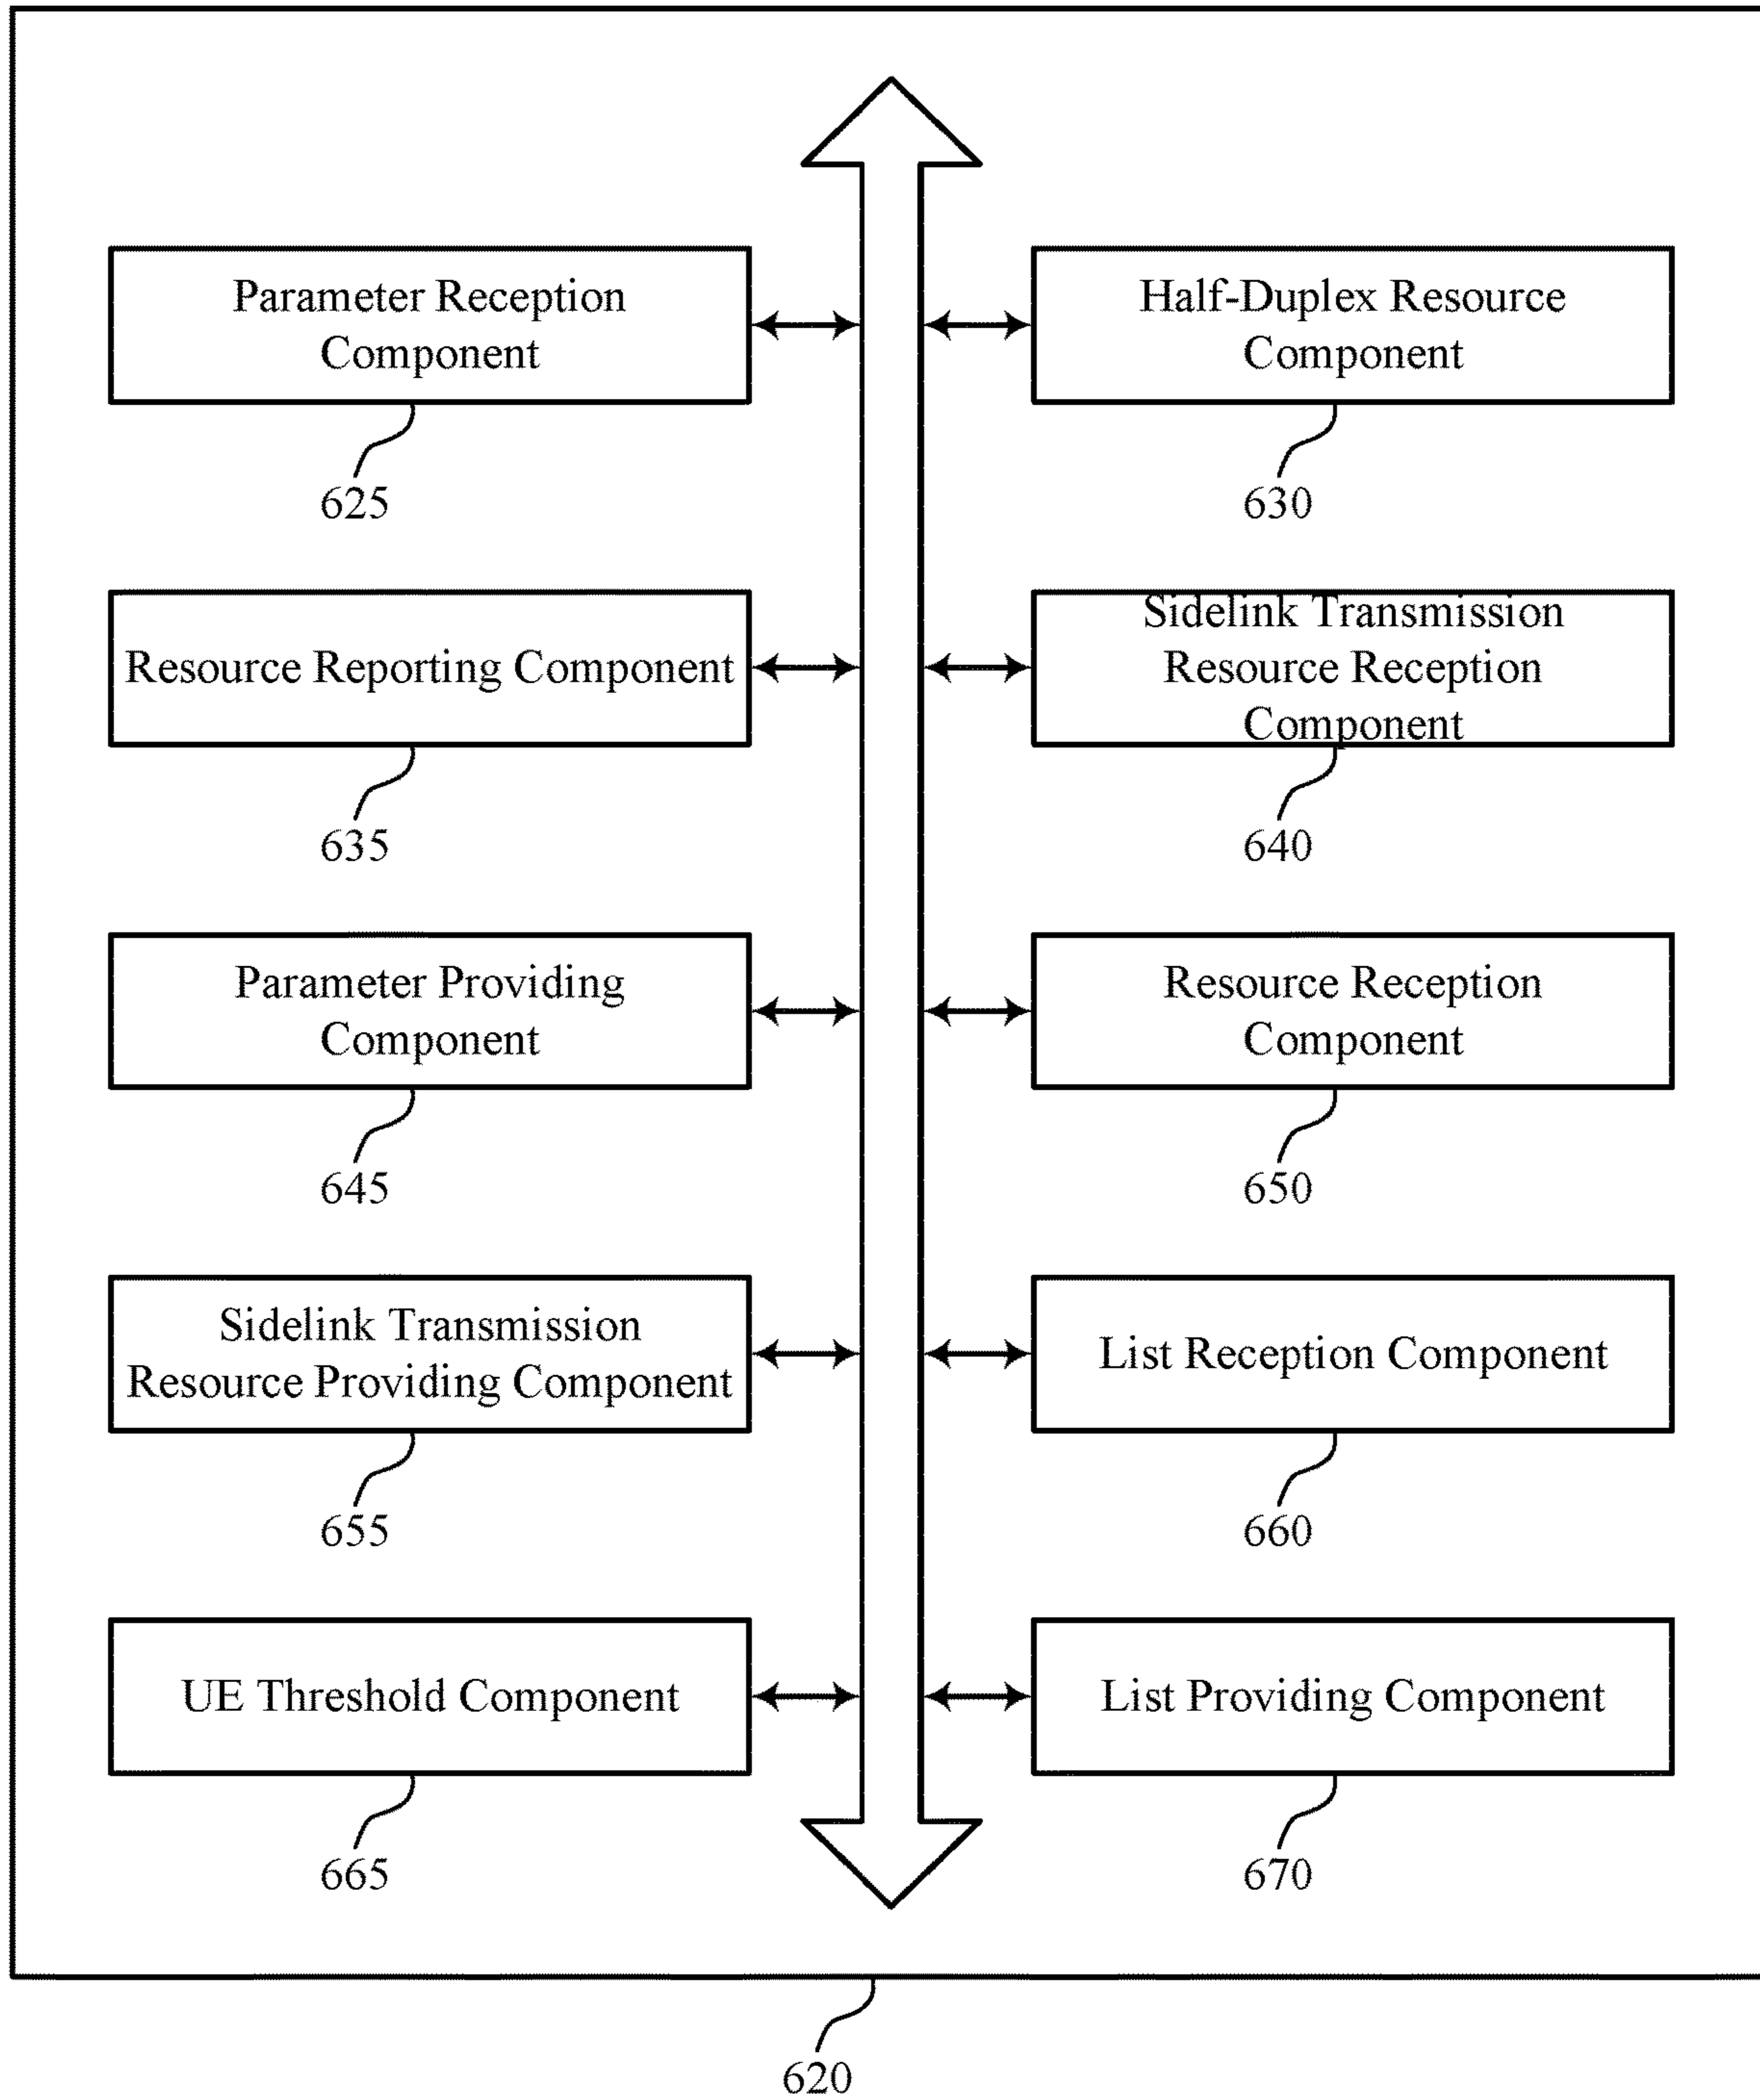 Parameter Reception
Component
625
Half-Duplex Resource
Component
630
Resource Reporting Component
635
Sidelink Transmission
Resource Reception
Component
640
Parameter Providing
Component
645
Resource Reception
Component
650
Sidelink Transmission
Resource Providing Component
655
List Reception Component
660
UE Threshold Component
665
List Providing Component
670
620